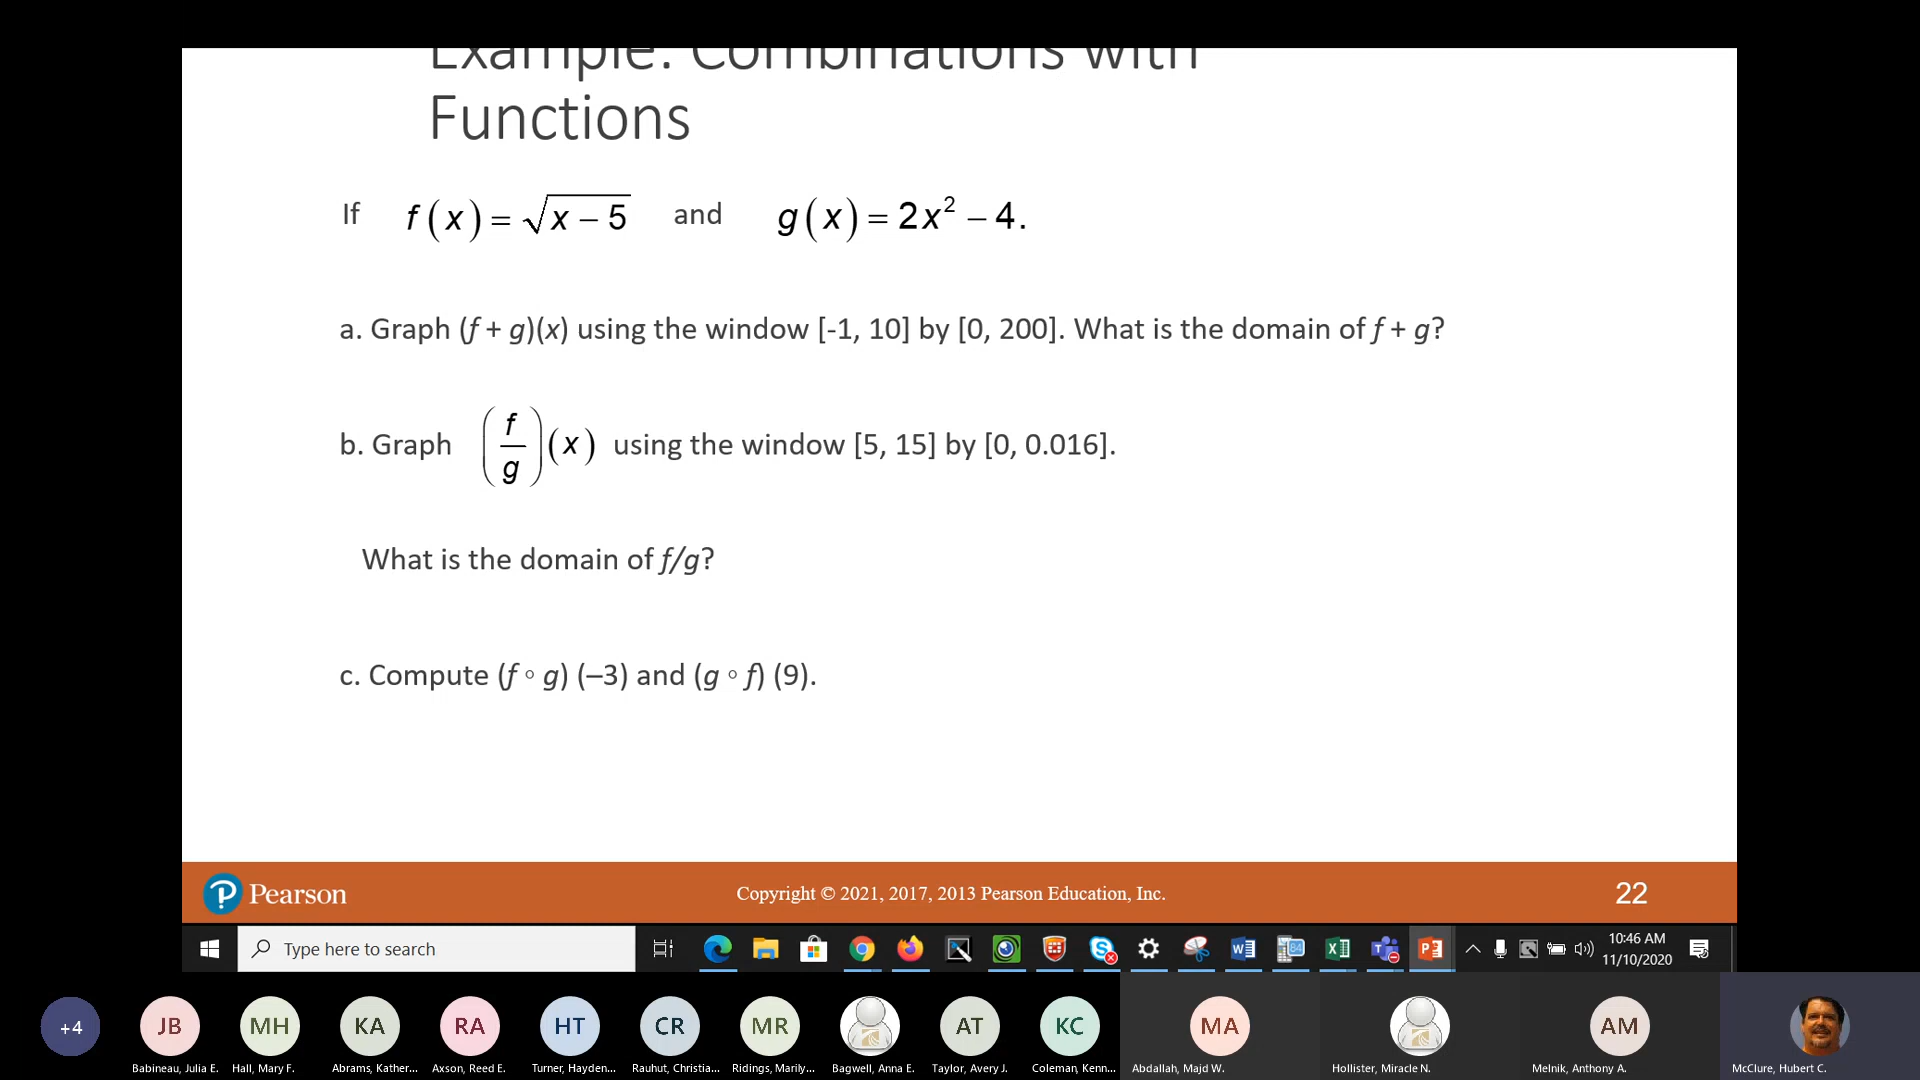 Example: Combinations with
Functions
If f(x) = √x − 5 and g(x) = 2x² − 4.
a. Graph (f + g)(x) using the window [-1, 10] by [0, 200]. What is the domain of f + g?
b. Graph (f/g)(x) using the window [5, 15] by [0, 0.016].
What is the domain of f/g?
c. Compute (f ∘ g) (–3) and (g ∘ f) (9).
Pearson
Copyright © 2021, 2017, 2013 Pearson Education, Inc.
22
Type here to search
10:46 AM
11/10/2020
+4 JB MH KA RA HT CR MR AT KC MA AM
Babineau, Julia E. Hall, Mary F. Abrams, Kather... Axson, Reed E. Turner, Hayden... Rauhut, Christia... Ridings, Marily... Bagwell, Anna E. Taylor, Avery J. Coleman, Kenn... Abdallah, Majd W. Hollister, Miracle N. Melnik, Anthony A. McClure, Hubert C.